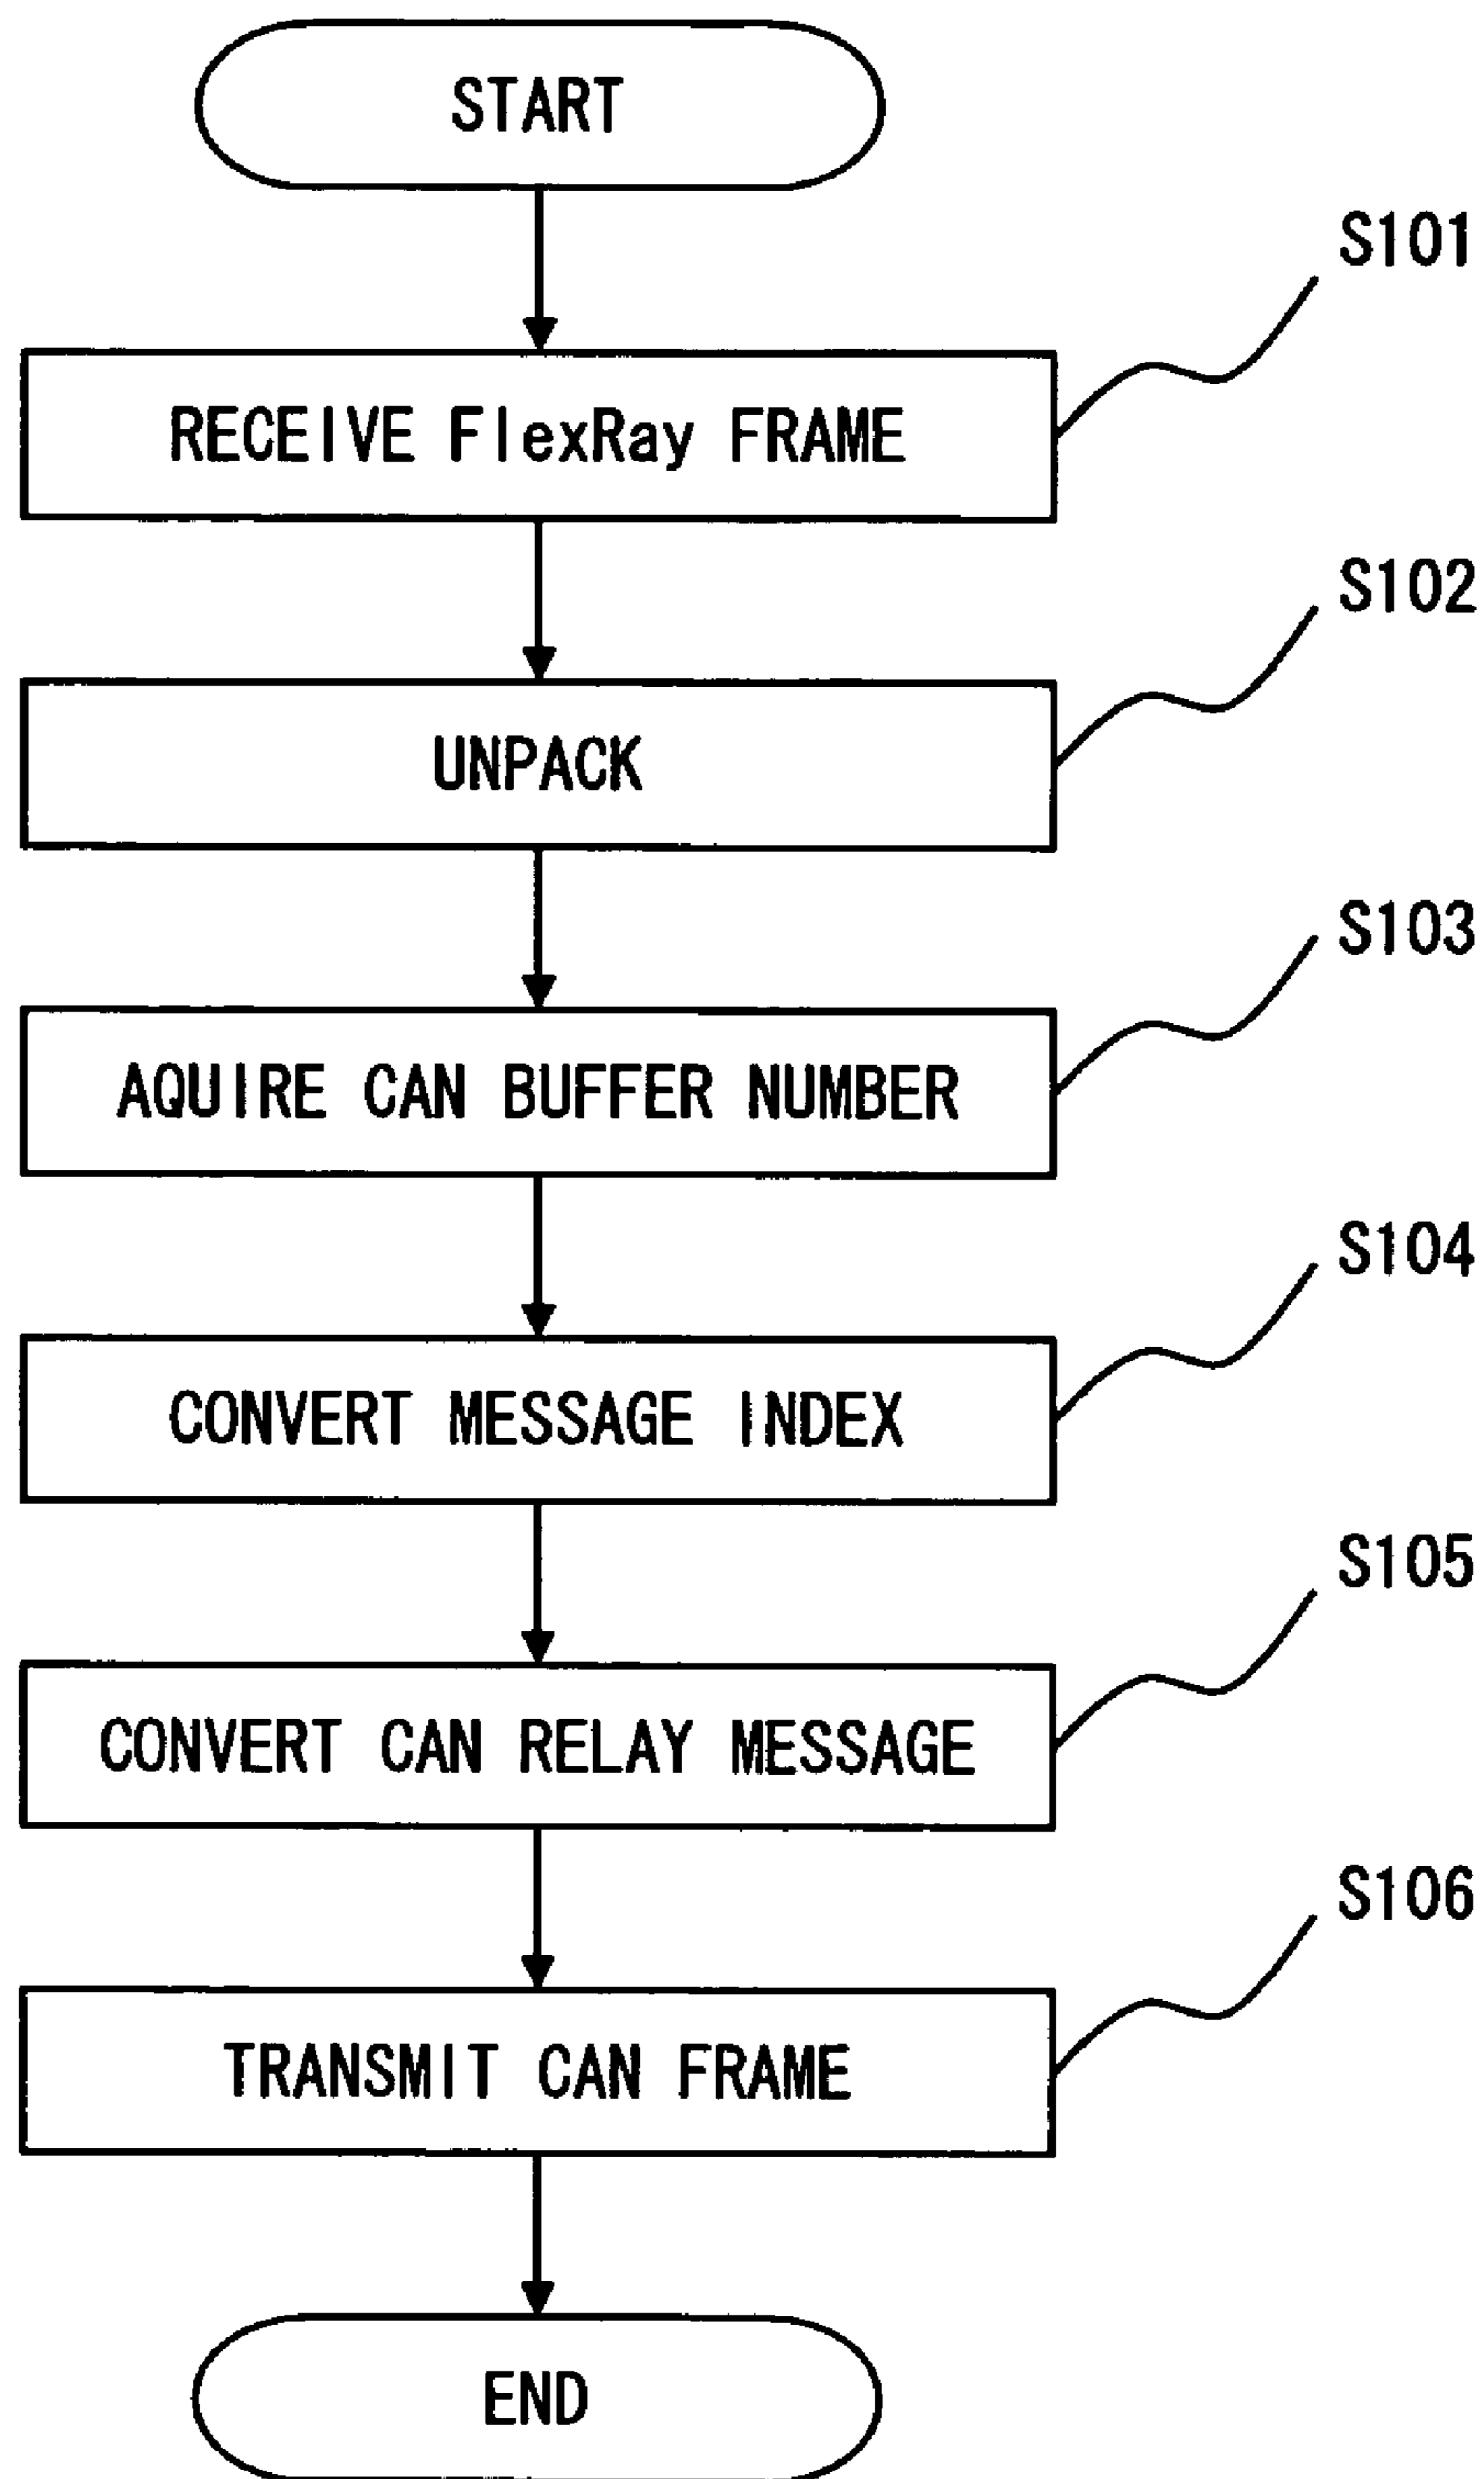 START
S101
RECEIVE FlexRay FRAME
S102
UNPACK
S103
AQUIRE CAN BUFFER NUMBER
S104
CONVERT MESSAGE INDEX
S105
CONVERT CAN RELAY MESSAGE
S106
TRANSMIT CAN FRAME
END